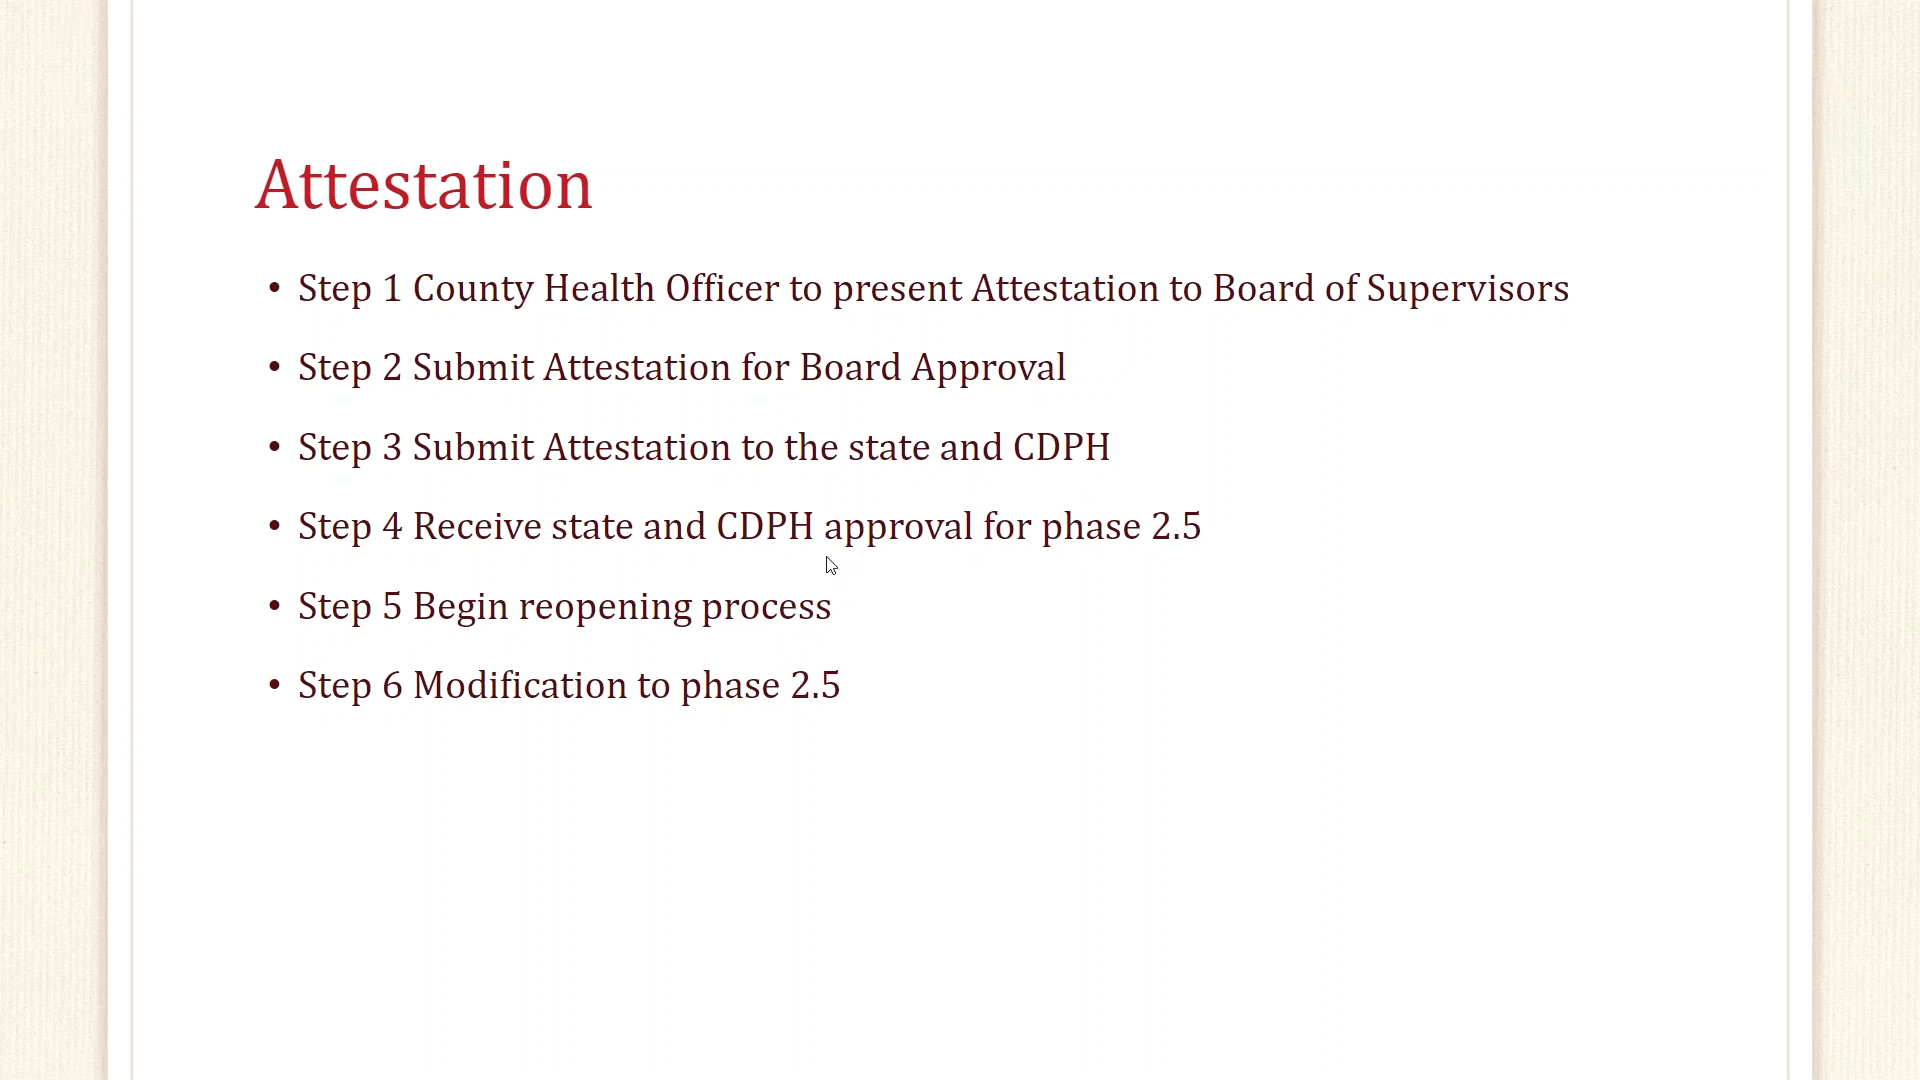 Attestation
• Step 1 County Health Officer to present Attestation to Board of Supervisors
• Step 2 Submit Attestation for Board Approval
• Step 3 Submit Attestation to the state and CDPH
• Step 4 Receive state and CDPH approval for phase 2.5
• Step 5 Begin reopening process
• Step 6 Modification to phase 2.5